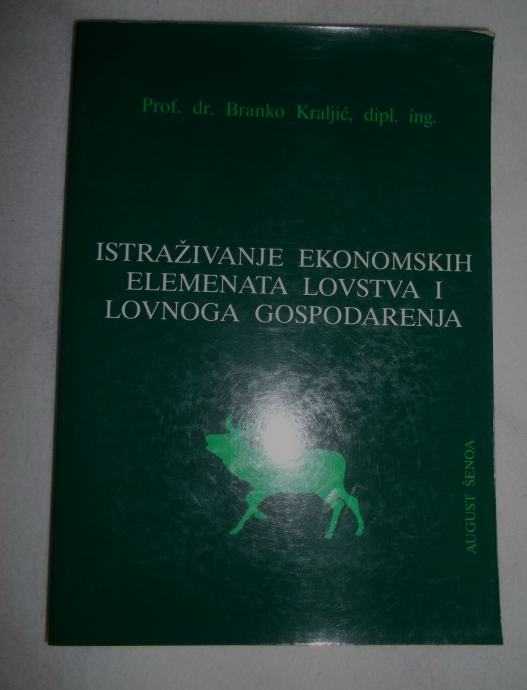 Prof. dr. Branko Kraljić, dipl. ing.
ISTRAŽIVANJE EKONOMSKIH
ELEMENATA LOVSTVA I
LOVNOGA GOSPODARENJA
AUGUST ŠENOA